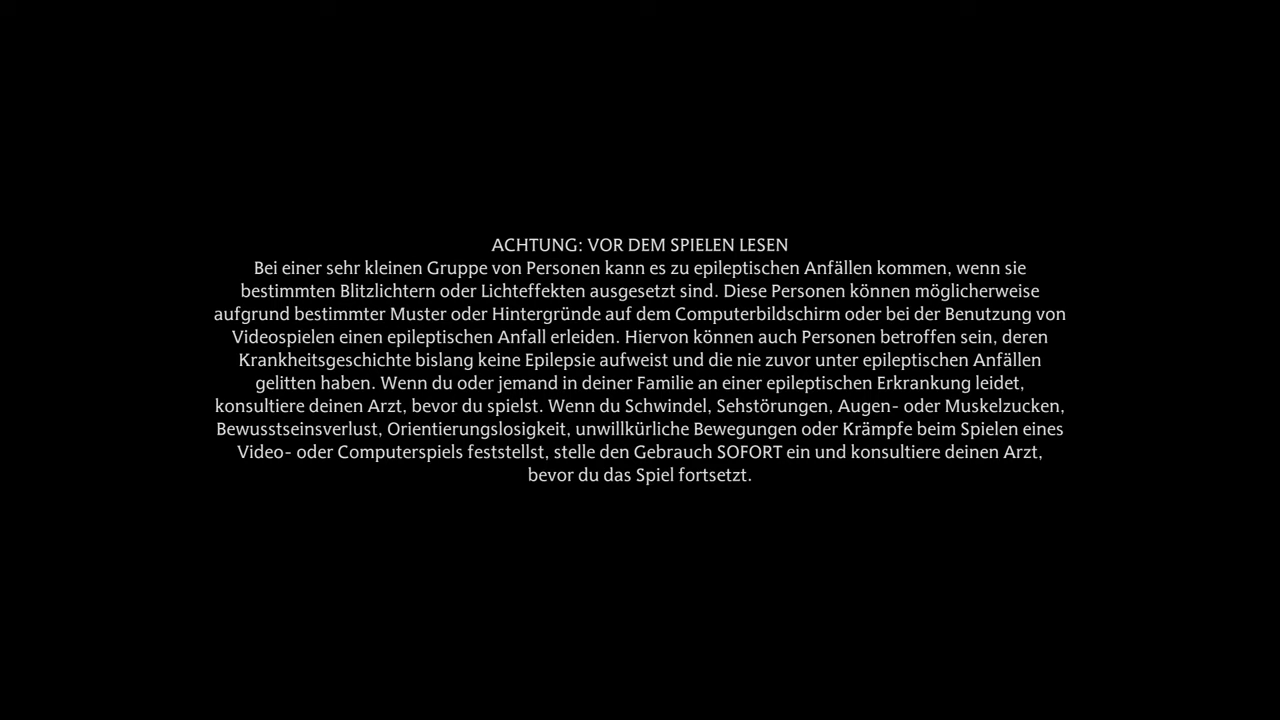 ACHTUNG: VOR DEM SPIELEN LESEN
Bei einer sehr kleinen Gruppe von Personen kann es zu epileptischen Anfällen kommen, wenn sie
bestimmten Blitzlichtern oder Lichteffekten ausgesetzt sind. Diese Personen können möglicherweise
aufgrund bestimmter Muster oder Hintergründe auf dem Computerbildschirm oder bei der Benutzung von
Videospielen einen epileptischen Anfall erleiden. Hiervon können auch Personen betroffen sein, deren
Krankheitsgeschichte bislang keine Epilepsie aufweist und die nie zuvor unter epileptischen Anfällen
gelitten haben. Wenn du oder jemand in deiner Familie an einer epileptischen Erkrankung leidet,
konsultiere deinen Arzt, bevor du spielst. Wenn du Schwindel, Sehstörungen, Augen- oder Muskelzucken,
Bewusstseinsverlust, Orientierungslosigkeit, unwillkürliche Bewegungen oder Krämpfe beim Spielen eines
Video- oder Computerspiels feststellst, stelle den Gebrauch SOFORT ein und konsultiere deinen Arzt,
bevor du das Spiel fortsetzt.